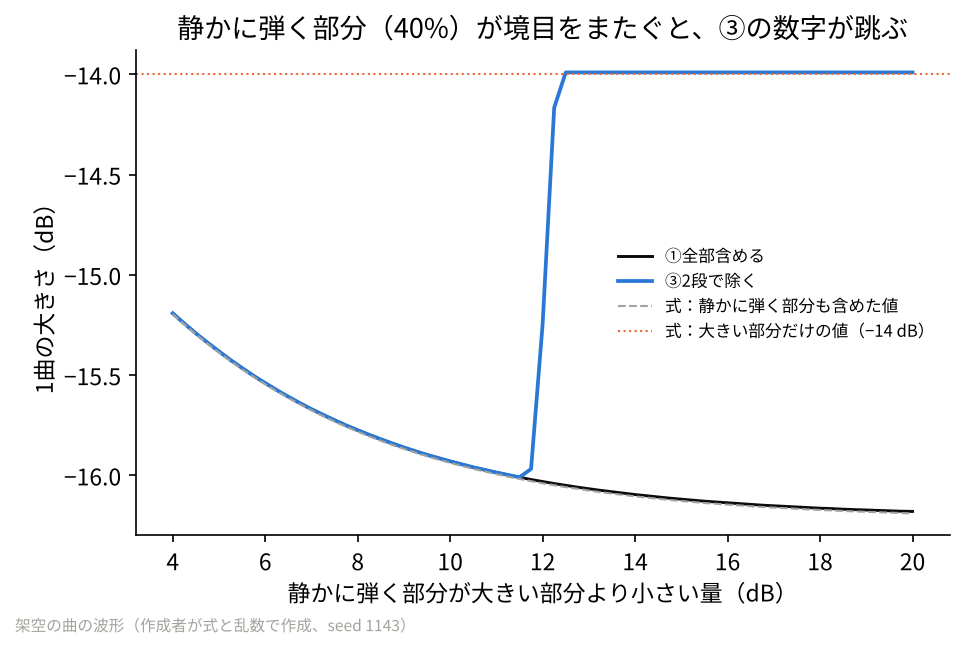 静かに弾く部分（40%）が境目をまたぐと、③の数字が跳ぶ
−14.0
−14.5
−15.0
−15.5
−16.0
1曲の大きさ（dB）
①全部含める
③2段で除く
式：静かに弾く部分も含めた値
式：大きい部分だけの値（−14 dB）
4 6 8 10 12 14 16 18 20
静かに弾く部分が大きい部分より小さい量（dB）
架空の曲の波形（作成者が式と乱数で作成、seed 1143）